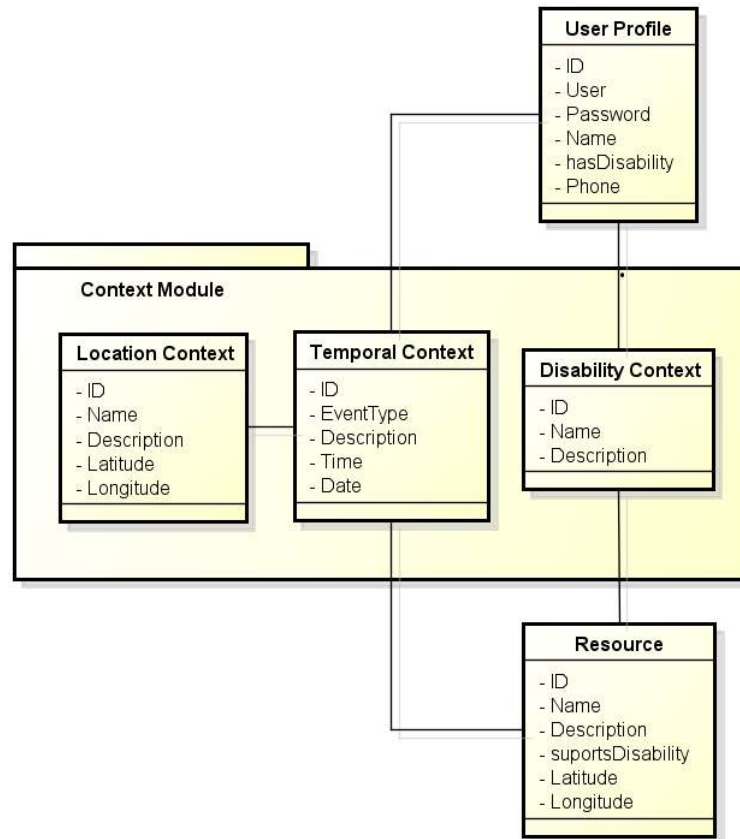 User Profile
- ID
- User
- Password
- Name
- hasDisability
- Phone
Context Module
Location Context
- ID
- Name
- Description
- Latitude
- Longitude
Temporal Context
- ID
- EventType
- Description
- Time
- Date
Disability Context
- ID
- Name
- Description
Resource
- ID
- Name
- Description
- suportsDisability
- Latitude
- Longitude